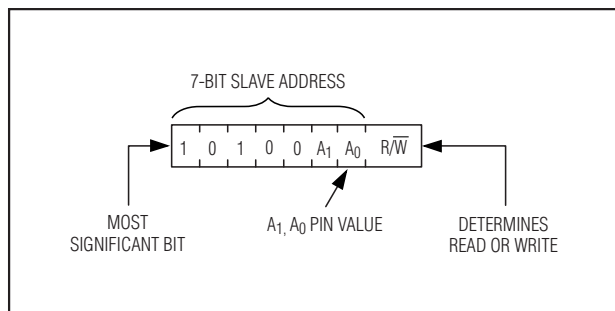 7-BIT SLAVE ADDRESS
1 0 1 0 0 A1 A0 R/W̅
MOST
SIGNIFICANT BIT
A1, A0 PIN VALUE
DETERMINES
READ OR WRITE